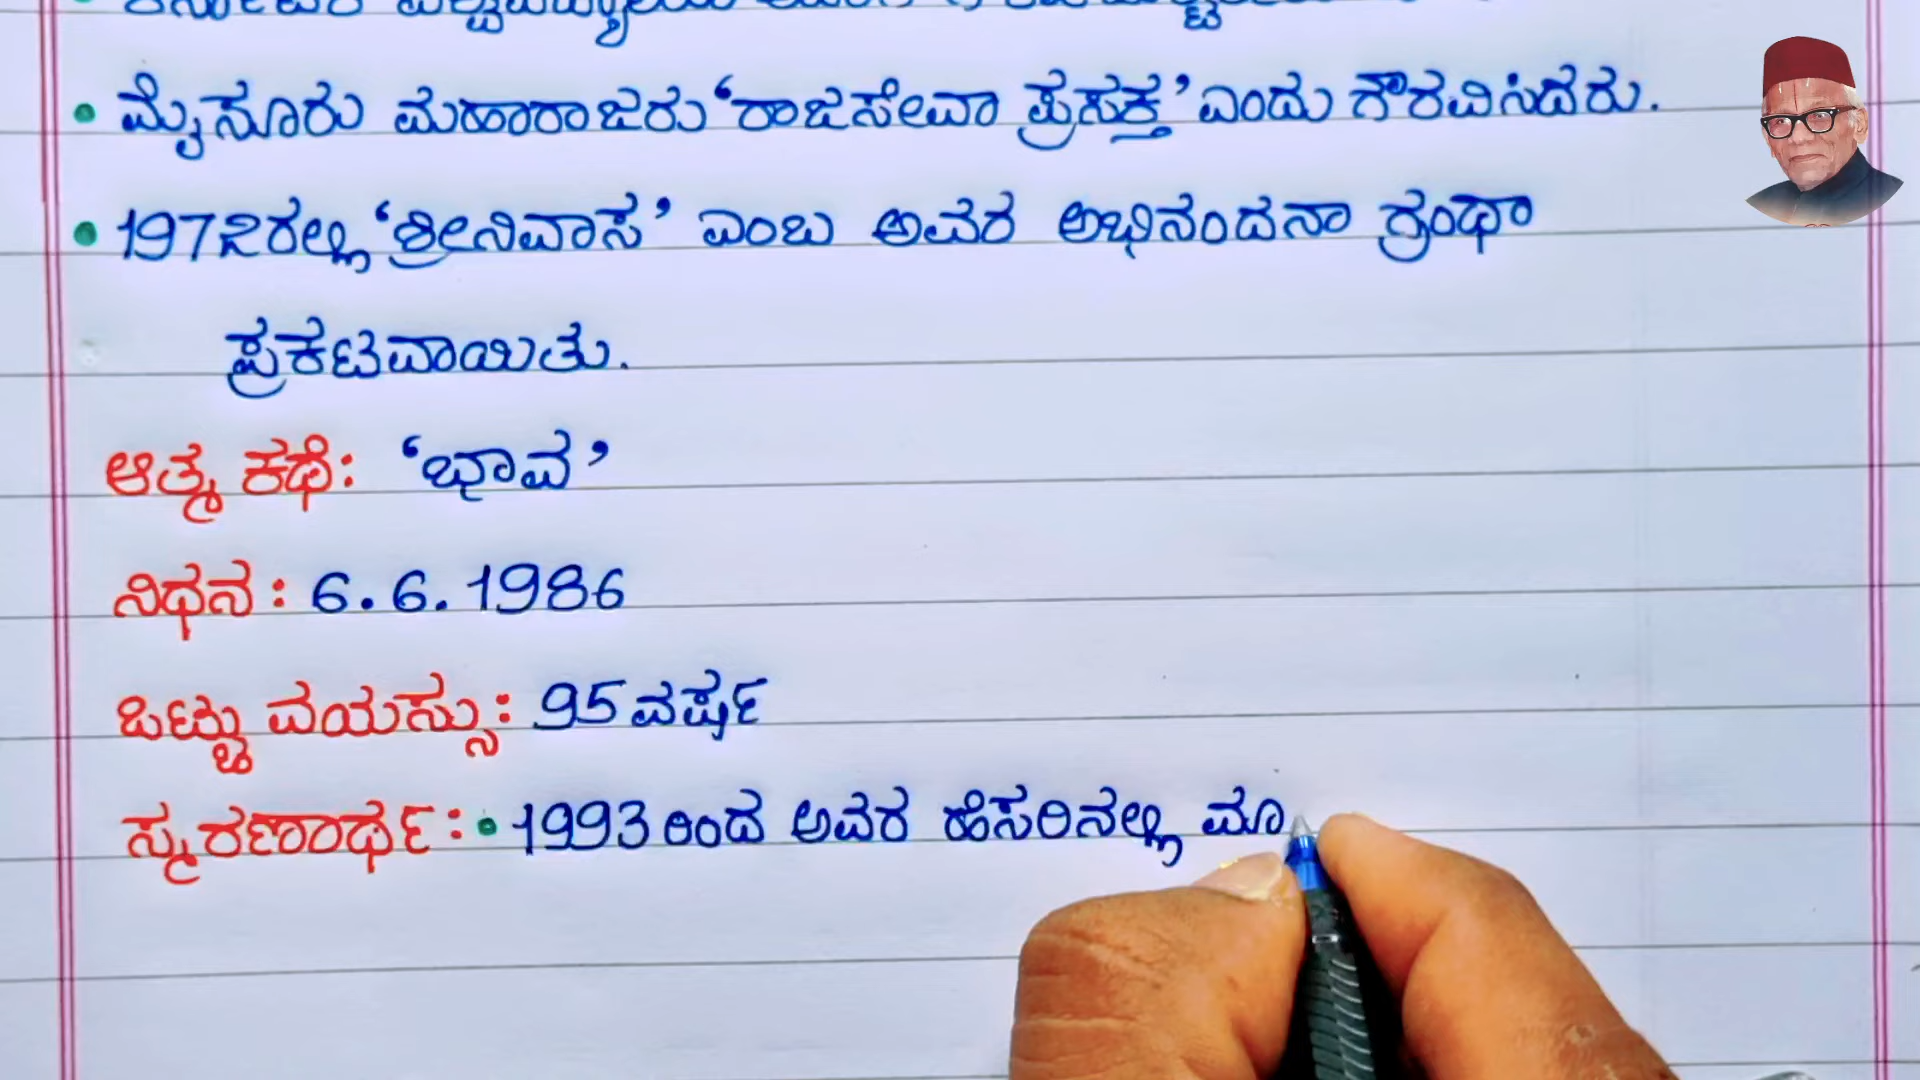 ಮೈಸೂರು ಮಹಾರಾಜರು ‘ರಾಜಸೇವಾ ಪ್ರಸಕ್ತ’ ಎಂದು ಗೌರವಿಸಿದರು.
1972ರಲ್ಲಿ ‘ಶ್ರೀನಿವಾಸ’ ಎಂಬ ಅವರ ಅಭಿನಂದನಾ ಗ್ರಂಥಾ
ಪ್ರಕಟವಾಯಿತು.
ಆತ್ಮ ಕಥೆ: ‘ಭಾವ’
ನಿಧನ: 6.6.1986
ಒಟ್ಟು ವಯಸ್ಸು: 95 ವರ್ಷ
ಸ್ಮರಣಾರ್ಥ: • 1993 ರಿಂದ ಅವರ ಹೆಸರಿನಲ್ಲಿ ಮಾ